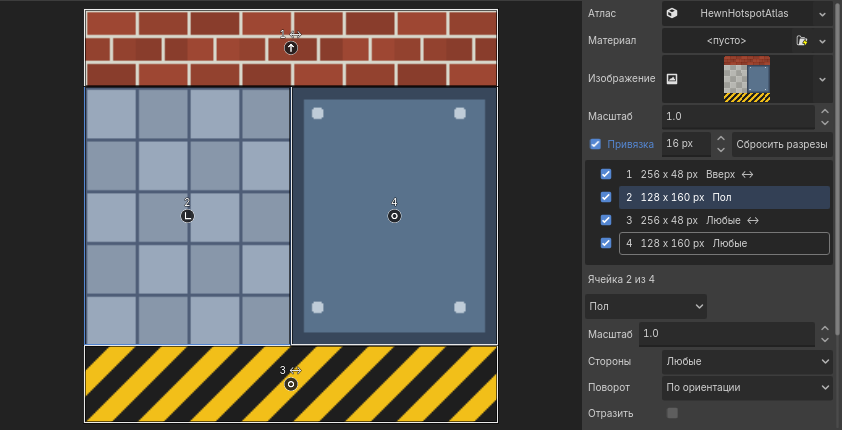 1 ↔
2
4
3 ↔
Атлас HewnHotspotAtlas
Материал <пусто>
Изображение
Масштаб 1.0
Привязка 16 px Сбросить разрезы
1 256 x 48 px Вверх ↔
2 128 x 160 px Пол
3 256 x 48 px Любые ↔
4 128 x 160 px Любые
Ячейка 2 из 4
Пол
Масштаб 1.0
Стороны Любые
Поворот По ориентации
Отразить